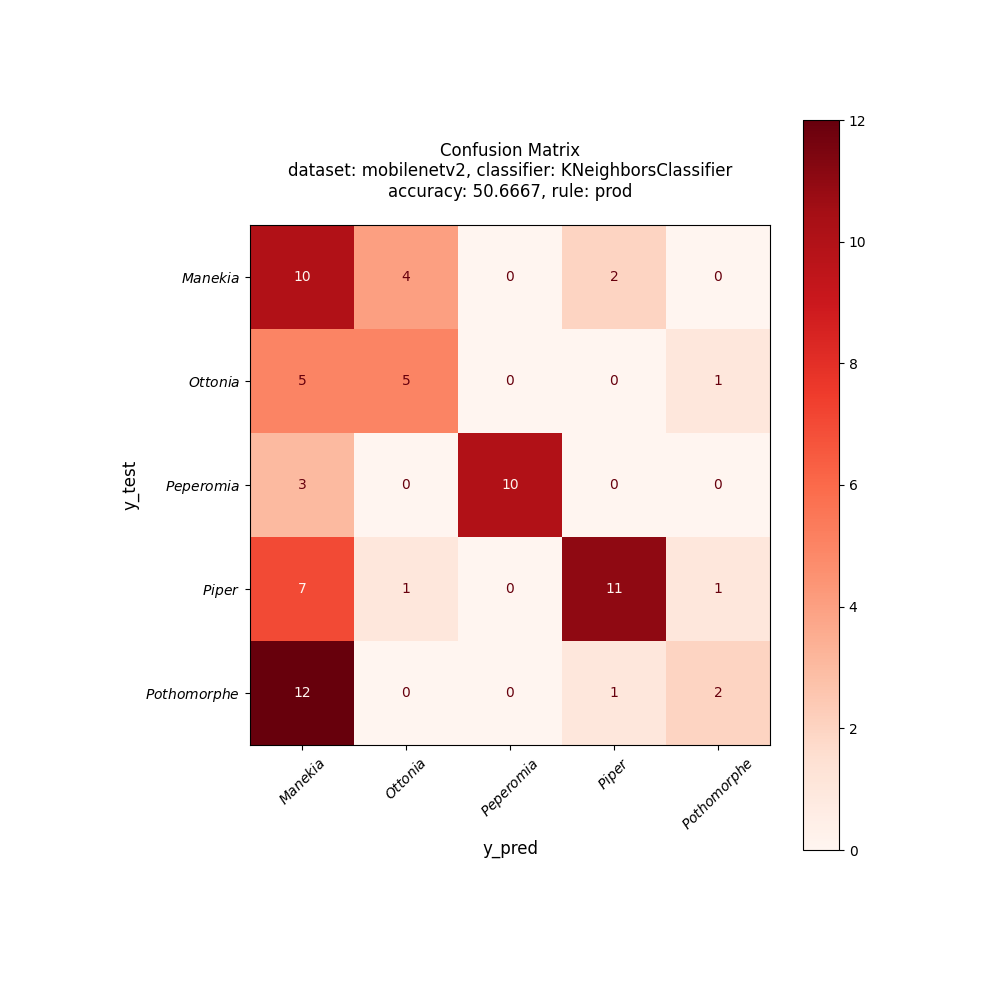 Confusion Matrix
dataset: mobilenetv2, classifier: KNeighborsClassifier
accuracy: 50.6667, rule: prod
y_test
Manekia 10 4 0 2 0
Ottonia 5 5 0 0 1
Peperomia 3 0 10 0 0
Piper 7 1 0 11 1
Pothomorphe 12 0 0 1 2
Manekia Ottonia Peperomia Piper Pothomorphe
y_pred
12
10
8
6
4
2
0